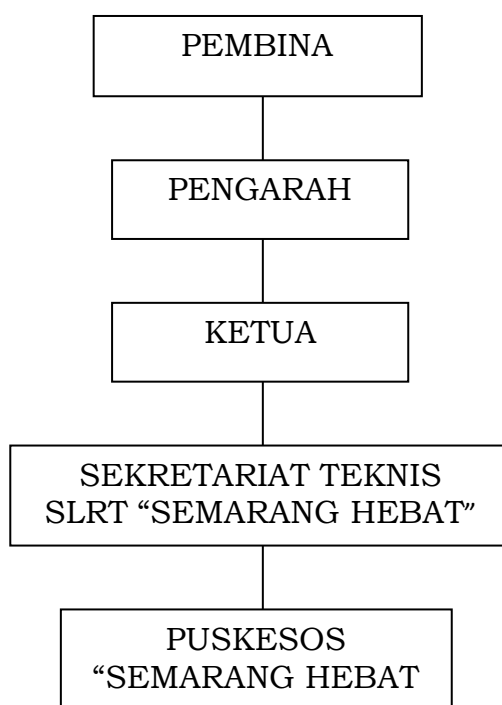 PEMBINA
PENGARAH
KETUA
SEKRETARIAT TEKNIS
SLRT “SEMARANG HEBAT”
PUSKESOS
“SEMARANG HEBAT